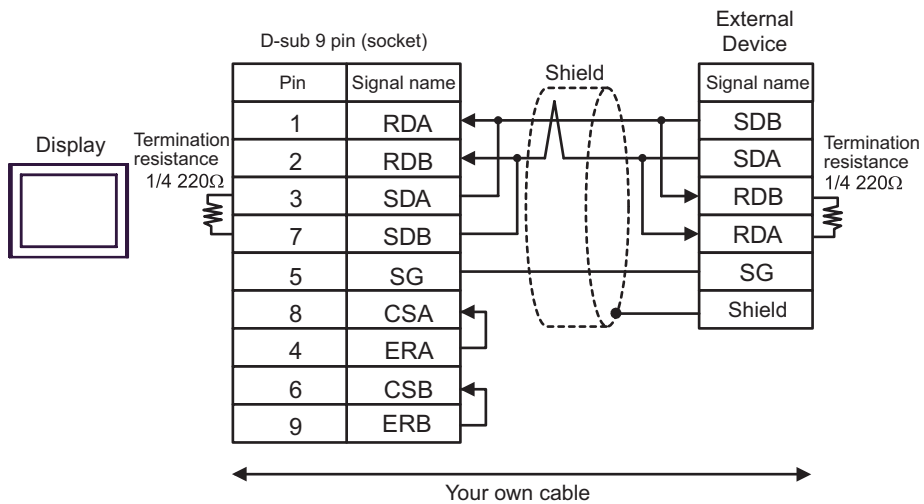 D-sub 9 pin (socket)
External
Device
Pin
Signal name
Shield
Signal name
1
RDA
SDB
Display
Termination
resistance
1/4 220Ω
2
RDB
SDA
Termination
resistance
1/4 220Ω
3
SDA
RDB
7
SDB
RDA
5
SG
SG
8
CSA
Shield
4
ERA
6
CSB
9
ERB
Your own cable